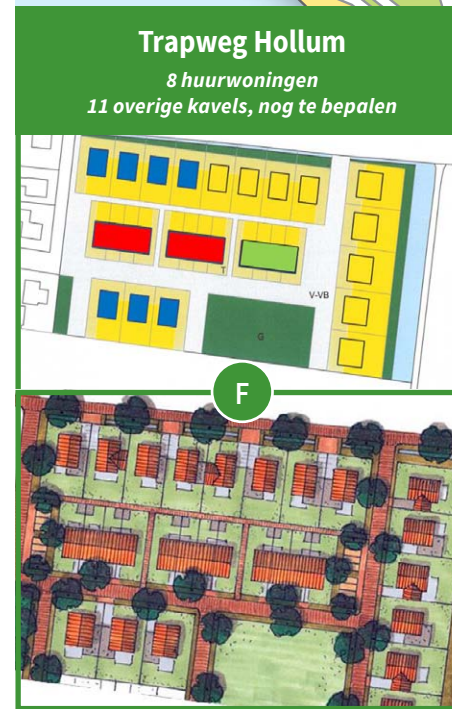 Trapweg Hollum
8 huurwoningen
11 overige kavels, nog te bepalen
T
V-VB
G
F